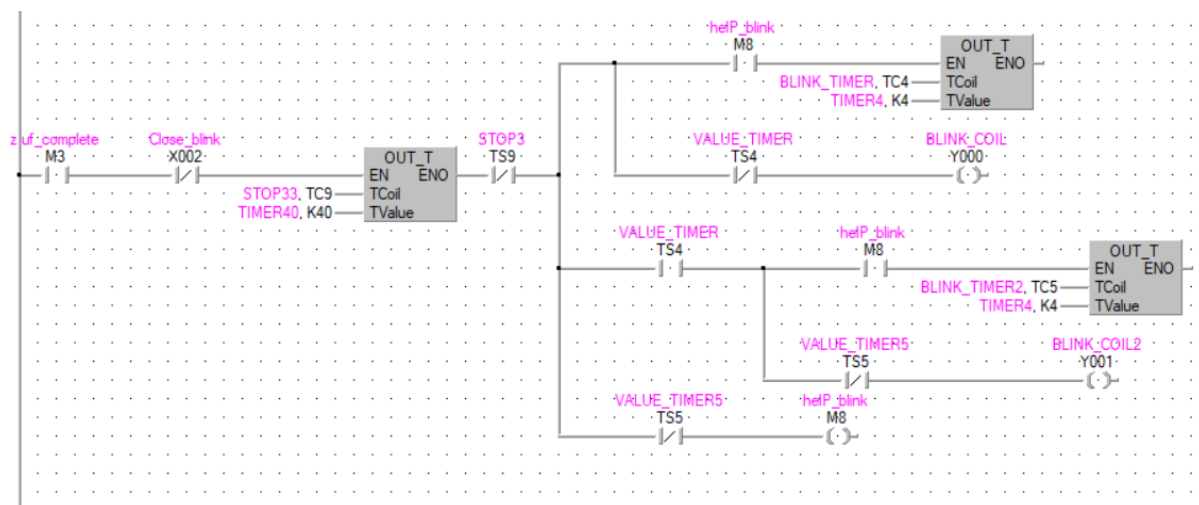 helP_blink
M8
OUT_T
EN ENO
BLINK_TIMER, TC4 TCoil
TIMER4, K4 TValue
z uf_complete Close_blink STOP3 VALUE_TIMER BLINK_COIL
M3 X002 OUT_T TS9 TS4 Y000
EN ENO
STOP33, TC9 TCoil
TIMER40, K40 TValue
VALUE_TIMER helP_blink
TS4 M8 OUT_T
EN ENO
BLINK_TIMER2, TC5 TCoil
TIMER4, K4 TValue
VALUE_TIMER5 BLINK_COIL2
TS5 Y001
VALUE_TIMER5 helP_blink
TS5 M8